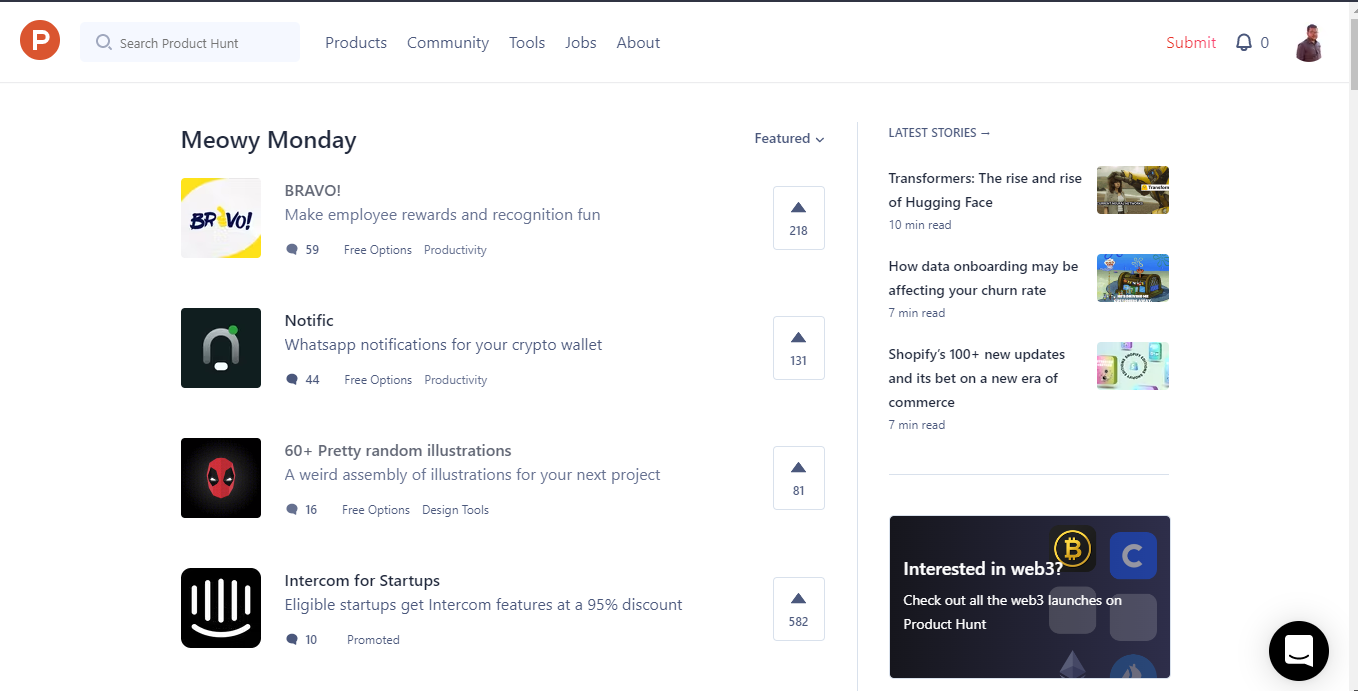 P
Search Product Hunt
Products
Community
Tools
Jobs
About
Submit
0
Meowy Monday
Featured
BRAVO!
BRAVO!
Make employee rewards and recognition fun
59
Free Options
Productivity
218
Notific
Whatsapp notifications for your crypto wallet
44
Free Options
Productivity
131
60+ Pretty random illustrations
A weird assembly of illustrations for your next project
16
Free Options
Design Tools
81
Intercom for Startups
Eligible startups get Intercom features at a 95% discount
10
Promoted
582
LATEST STORIES →
Transformers: The rise and rise
of Hugging Face
10 min read
How data onboarding may be
affecting your churn rate
7 min read
Shopify’s 100+ new updates
and its bet on a new era of
commerce
7 min read
Interested in web3?
Check out all the web3 launches on
Product Hunt